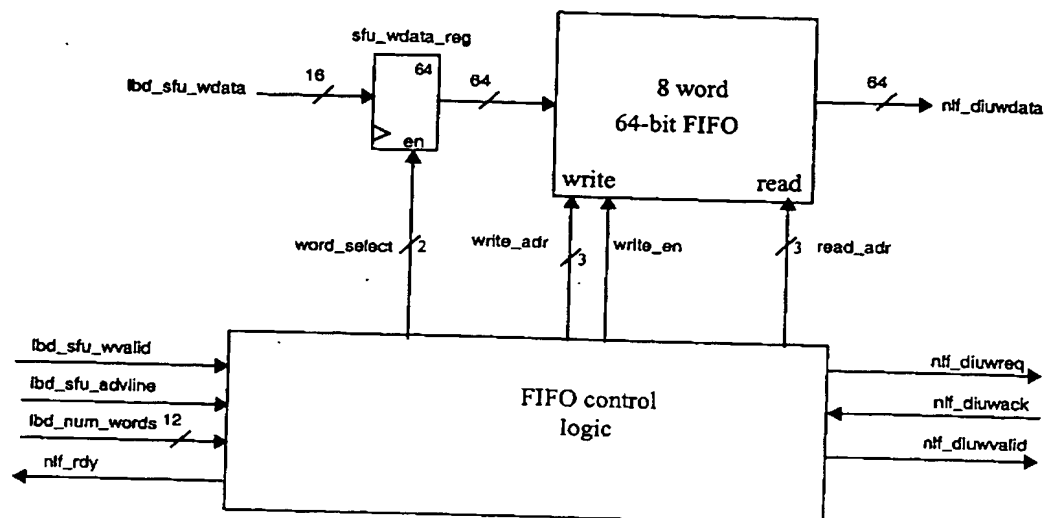 sfu_wdata_reg
lbd_sfu_wdata
16
64
64
en
8 word
64-bit FIFO
write
read
64
nlf_diuwdata
word_select
2
write_adr
3
write_en
3
read_adr
lbd_sfu_wvalid
lbd_sfu_advline
lbd_num_words
12
nlf_rdy
FIFO control
logic
nlf_diuwreq
nlf_diuwack
nlf_diuwvalid